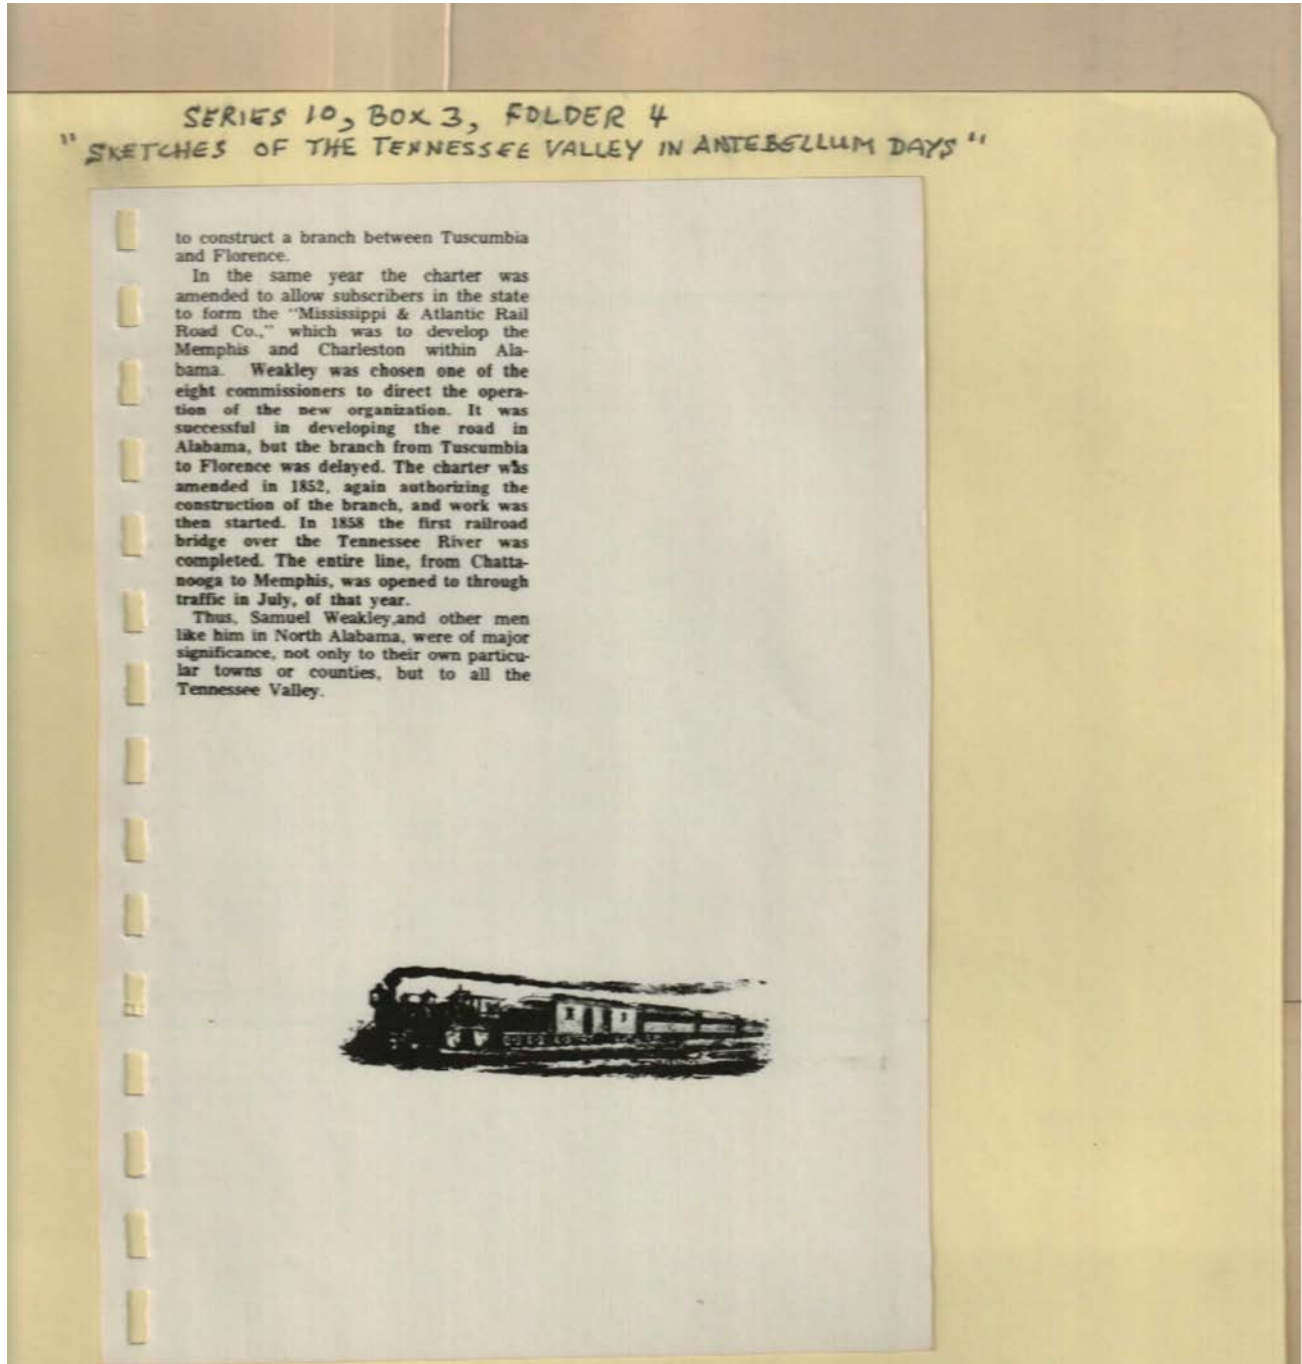 SERIES 10, BOX 3, FOLDER 4
"SKETCHES OF THE TENNESSEE VALLEY IN ANTEBELLUM DAYS"
to construct a branch between Tuscumbia
and Florence.
In the same year the charter was
amended to allow subscribers in the state
to form the "Mississippi & Atlantic Rail
Road Co.," which was to develop the
Memphis and Charleston within Ala-
bama. Weakley was chosen one of the
eight commissioners to direct the opera-
tion of the new organization. It was
successful in developing the road in
Alabama, but the branch from Tuscumbia
to Florence was delayed. The charter was
amended in 1852, again authorizing the
construction of the branch, and work was
then started. In 1858 the first railroad
bridge over the Tennessee River was
completed. The entire line, from Chatta-
nooga to Memphis, was opened to through
traffic in July, of that year.
Thus, Samuel Weakley,and other men
like him in North Alabama, were of major
significance, not only to their own particu-
lar towns or counties, but to all the
Tennessee Valley.